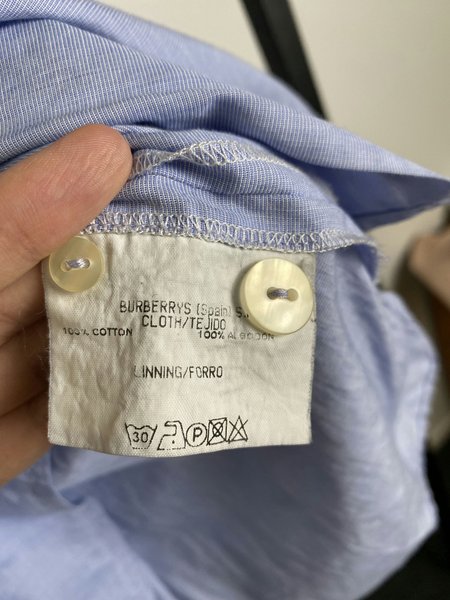 BURBERRYS (Spain) S.
CLOTH/TEJIDO
100% COTTON 100% ALGODON
LINNING/FORRO
30 P